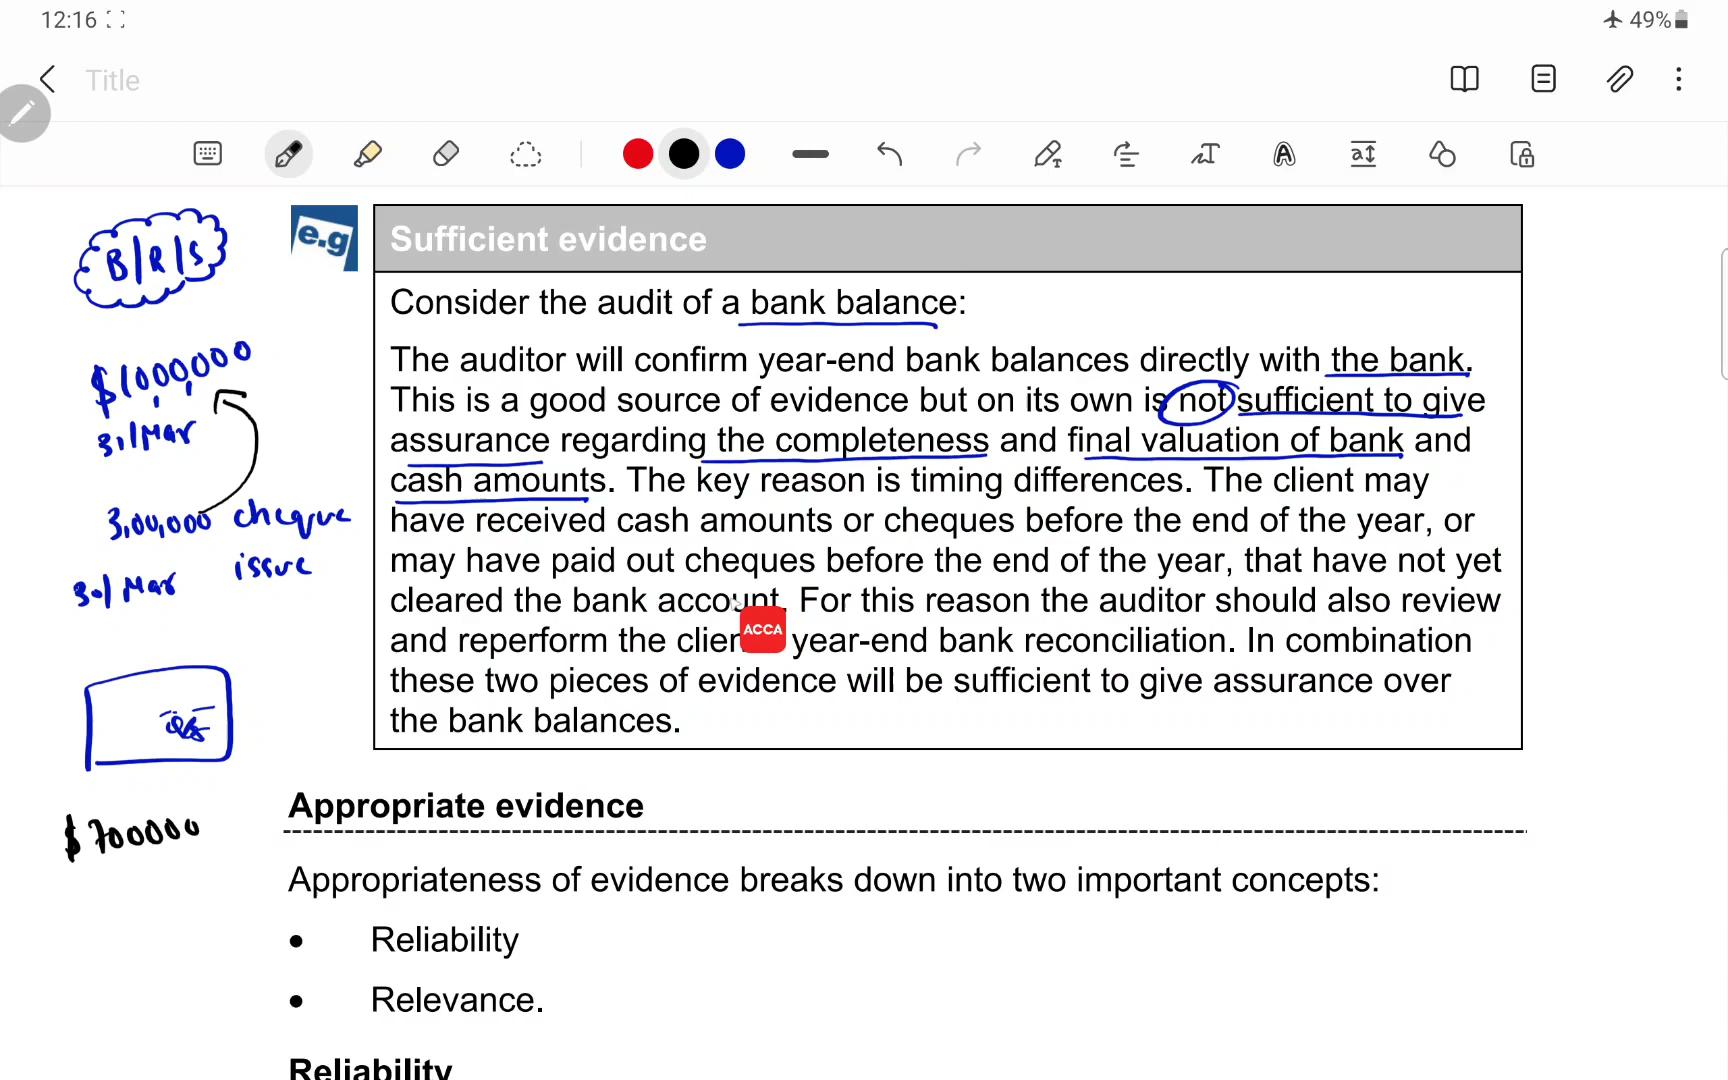 12:16
49%
Title
B/R/S
$1,000,000
31/Mar
3,00,000 cheque
issue
30/Mar
$700000
e.g
Sufficient evidence
Consider the audit of a bank balance:
The auditor will confirm year-end bank balances directly with the bank.
This is a good source of evidence but on its own is not sufficient to give
assurance regarding the completeness and final valuation of bank and
cash amounts. The key reason is timing differences. The client may
have received cash amounts or cheques before the end of the year, or
may have paid out cheques before the end of the year, that have not yet
cleared the bank account. For this reason the auditor should also review
and reperform the year-end bank reconciliation. In combination
ACCA
these two pieces of evidence will be sufficient to give assurance over
the bank balances.
Appropriate evidence
Appropriateness of evidence breaks down into two important concepts:
• Reliability
• Relevance.
Reliability